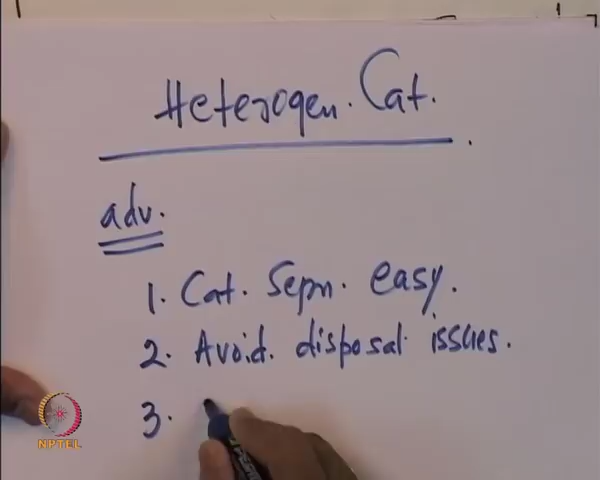 Heterogen. Cat.
adv.
1. Cat. Sepn. easy.
2. Avoid. disposal issues.
3.
NPTEL